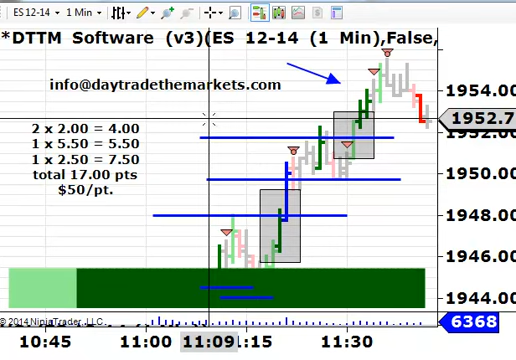 ES 12-14
1 Min
*DTTM Software (v3)(ES 12-14 (1 Min),False,
info@daytradethemarkets.com
1954.00
1952.7
1952.00
2 x 2.00 = 4.00
1 x 5.50 = 5.50
1 x 2.50 = 7.50
total 17.00 pts
$50/pt.
1950.00
1948.00
1946.00
1944.00
© 2014 NinjaTrader, LLC
6368
10:45
11:00
11:09
:15
11:30